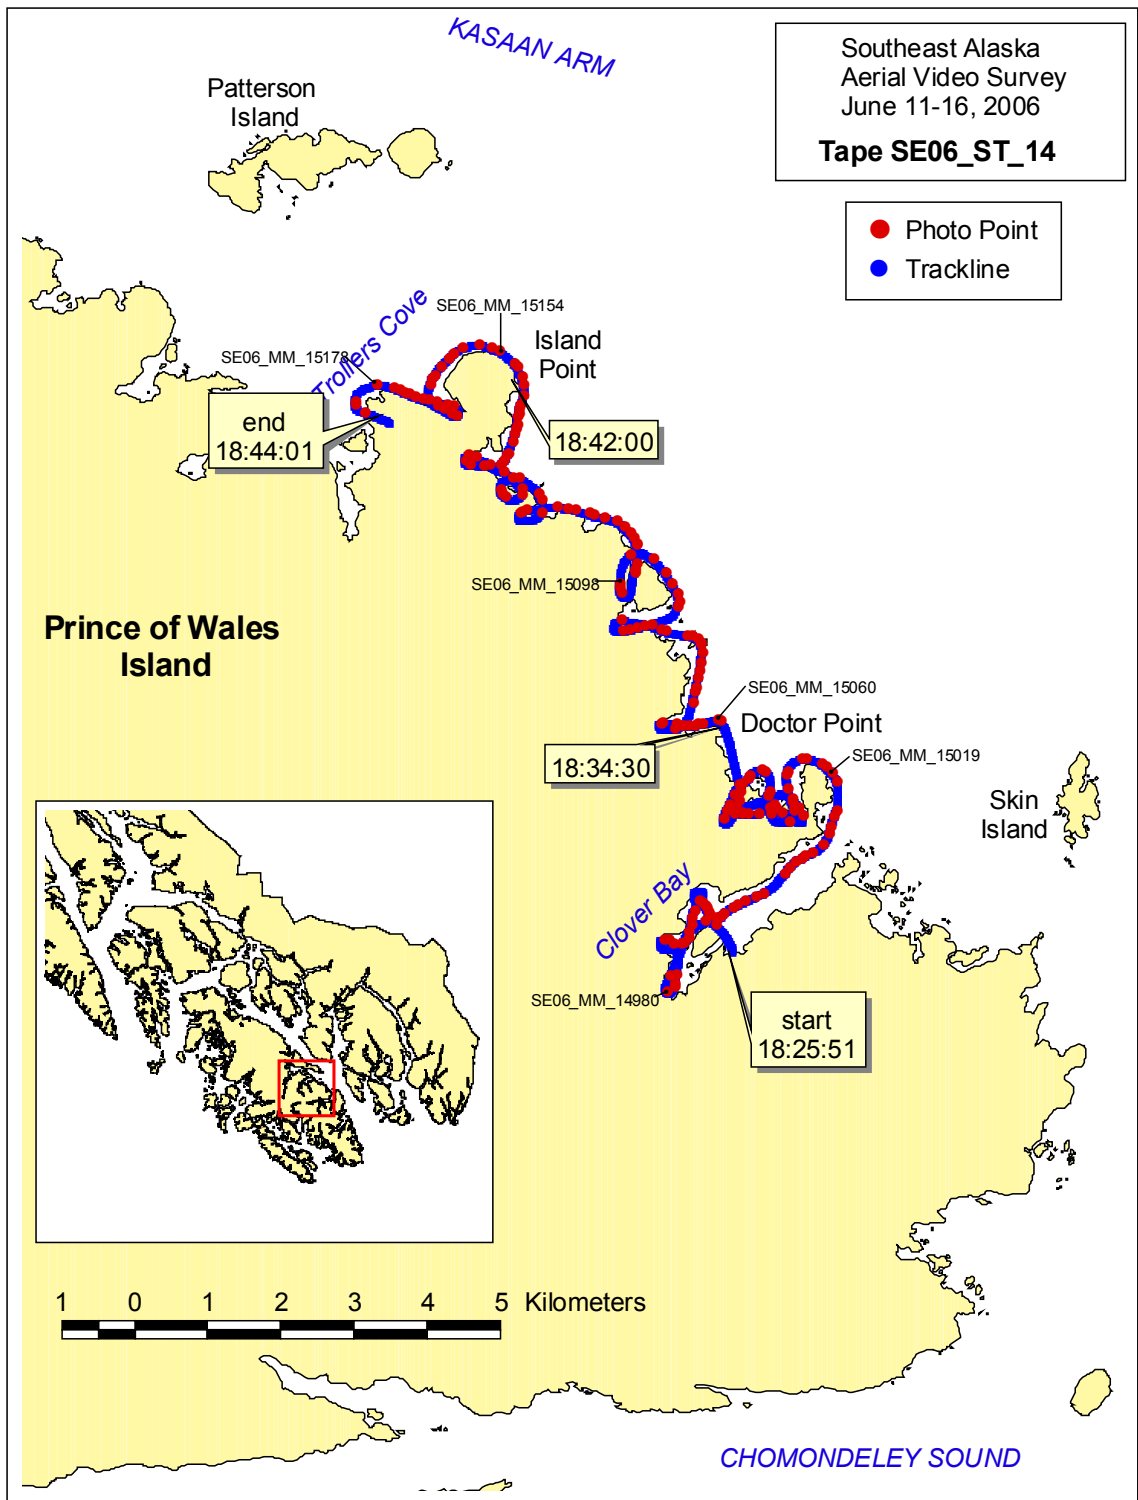 KASAAN ARM
Southeast Alaska
Aerial Video Survey
June 11-16, 2006
Tape SE06_ST_14
Patterson
Island
Photo Point
Trackline
Trollers Cove
SE06_MM_15154
Island
Point
SE06_MM_15178
end
18:44:01
18:42:00
SE06_MM_15098
Prince of Wales
Island
SE06_MM_15060
Doctor Point
18:34:30
SE06_MM_15019
Skin
Island
Clover Bay
SE06_MM_14980
start
18:25:51
1 0 1 2 3 4 5 Kilometers
CHOMONDELEY SOUND